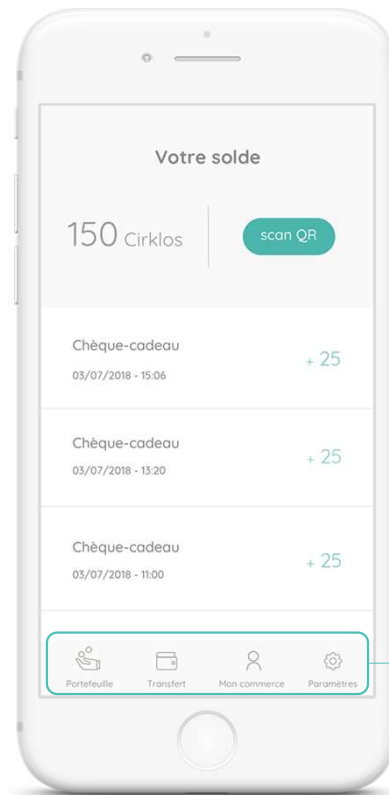 Votre solde
150 Cirklos
scan QR
Chèque-cadeau
+ 25
03/07/2018 - 15:06
Chèque-cadeau
+ 25
03/07/2018 - 13:20
Chèque-cadeau
+ 25
03/07/2018 - 11:00
Portefeuille Transfert Mon commerce Paramètres